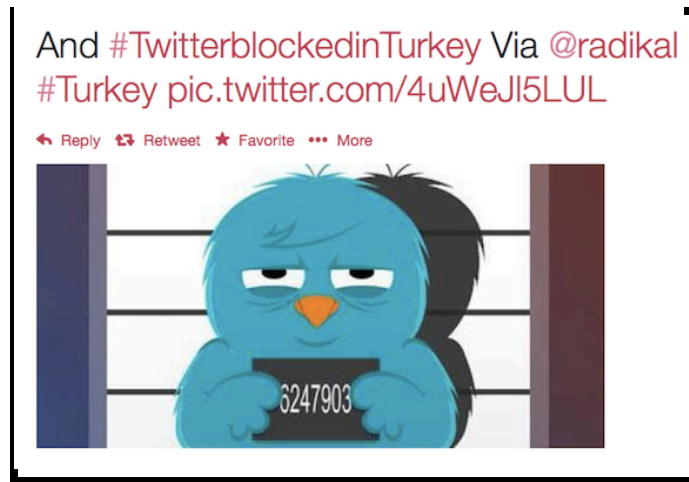 And #TwitterblockedinTurkey Via @radikal
#Turkey pic.twitter.com/4uWeJl5LUL
Reply Retweet Favorite More
6247903